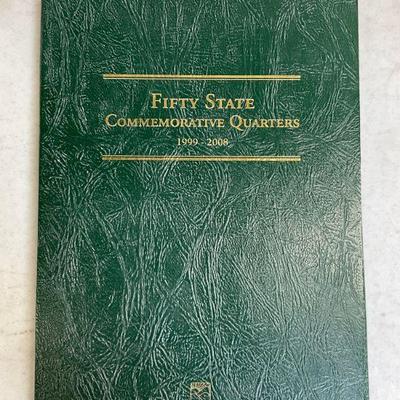 FIFTY STATE
COMMEMORATIVE QUARTERS
1999 - 2008